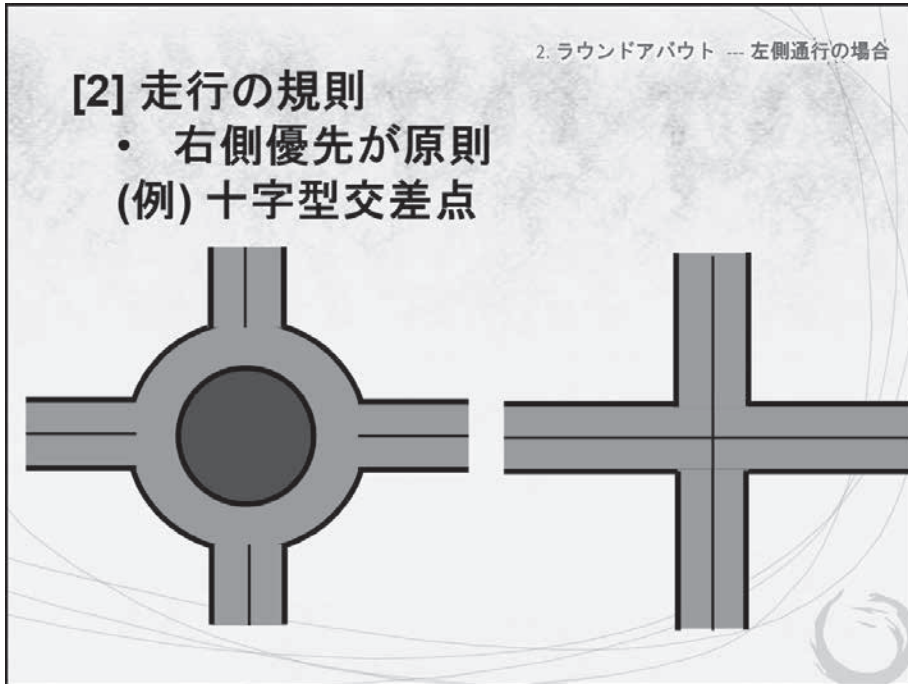 2. ラウンドアバウト --- 左側通行の場合
[2] 走行の規則
• 右側優先が原則
(例) 十字型交差点